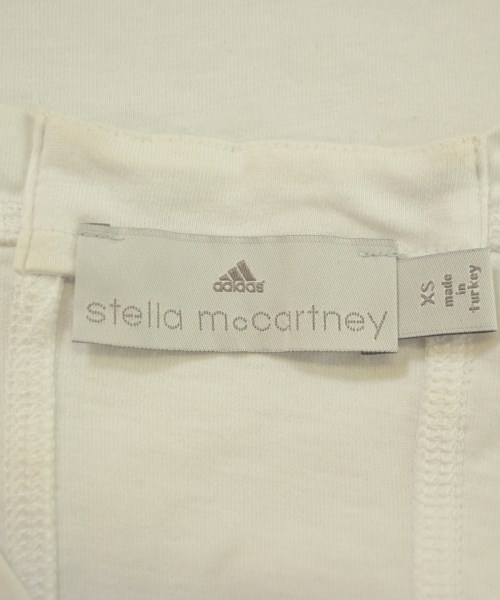 adidas
stella mccartney
XS
made
in
turkey